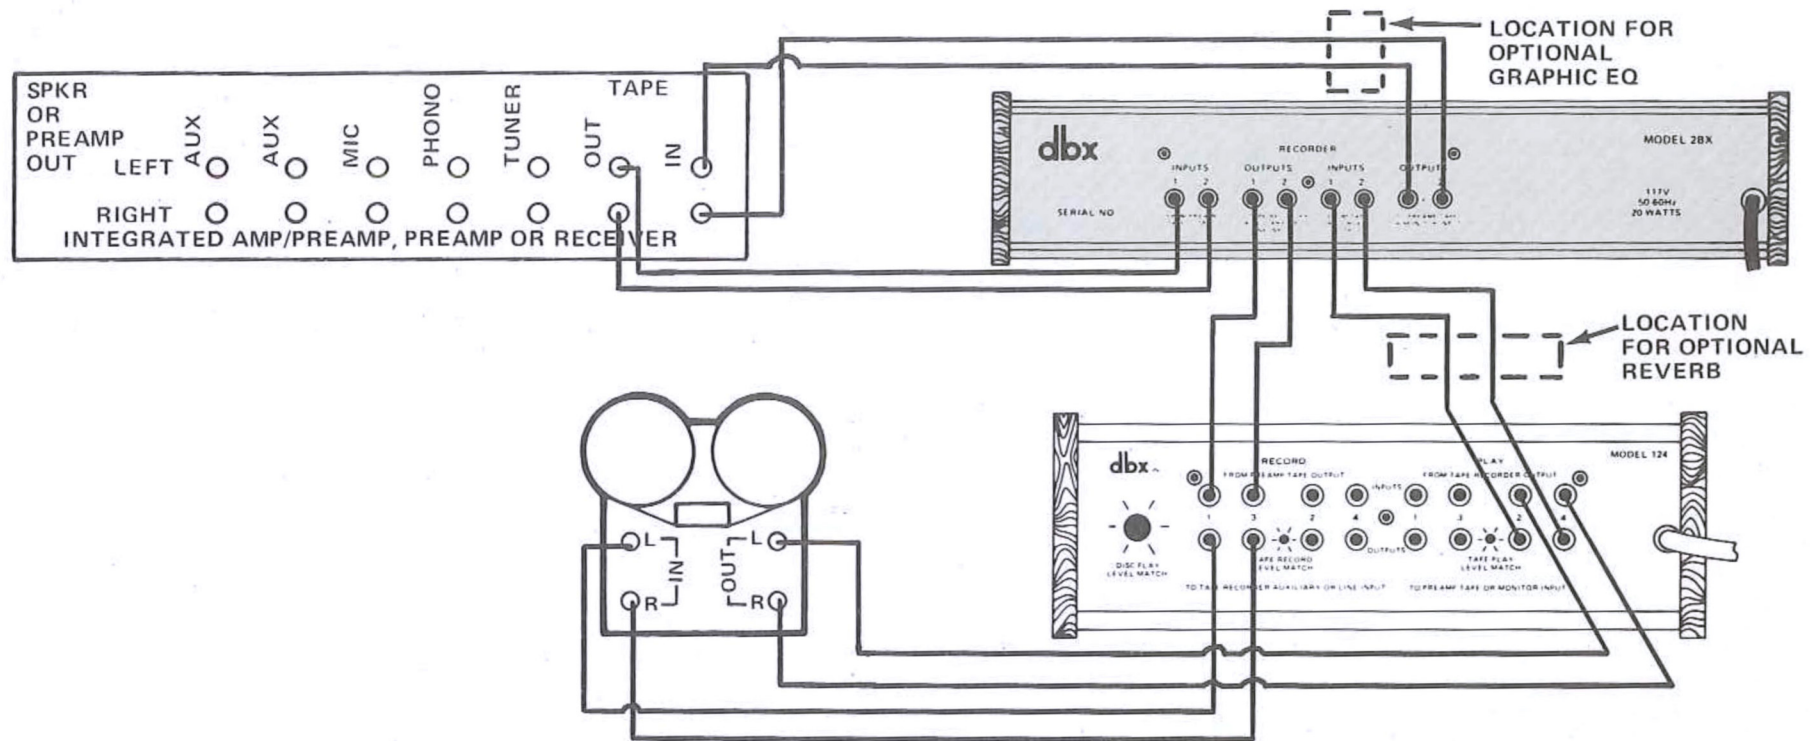 LOCATION FOR
OPTIONAL
GRAPHIC EQ
SPKR
OR
PREAMP
OUT
AUX
AUX
MIC
PHONO
TUNER
TAPE
OUT
IN
LEFT
RIGHT
INTEGRATED AMP/PREAMP, PREAMP OR RECEIVER
dbx
MODEL 2BX
RECORDER
INPUTS
OUTPUTS
INPUTS
OUTPUTS
1 2
1 2
1 2
SERIAL NO
117V
50 60Hz
20 WATTS
LOCATION
FOR OPTIONAL
REVERB
dbx
MODEL 124
RECORD
FROM PREAMP TAPE OUTPUT
PLAY
FROM TAPE RECORDER OUTPUT
INPUTS
1 3 2 4 1 3 2 4
OUTPUTS
DISC PLAY
LEVEL MATCH
TAPE RECORD
LEVEL MATCH
TAPE PLAY
LEVEL MATCH
TO TAPE RECORDER AUXILIARY OR LINE INPUT
TO PREAMP TAPE OR MONITOR INPUT
L
IN
R
OUT
L
R